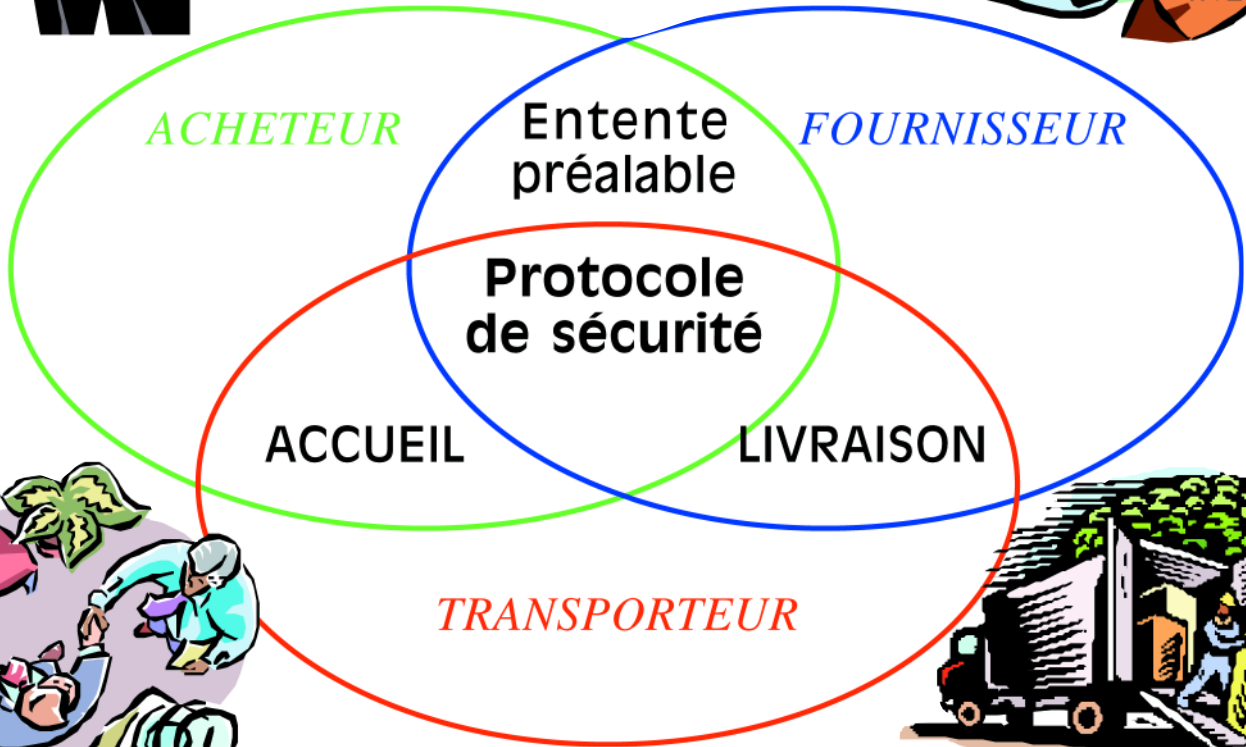 ACHETEUR
Entente
préalable
FOURNISSEUR
Protocole
de sécurité
ACCUEIL
LIVRAISON
TRANSPORTEUR